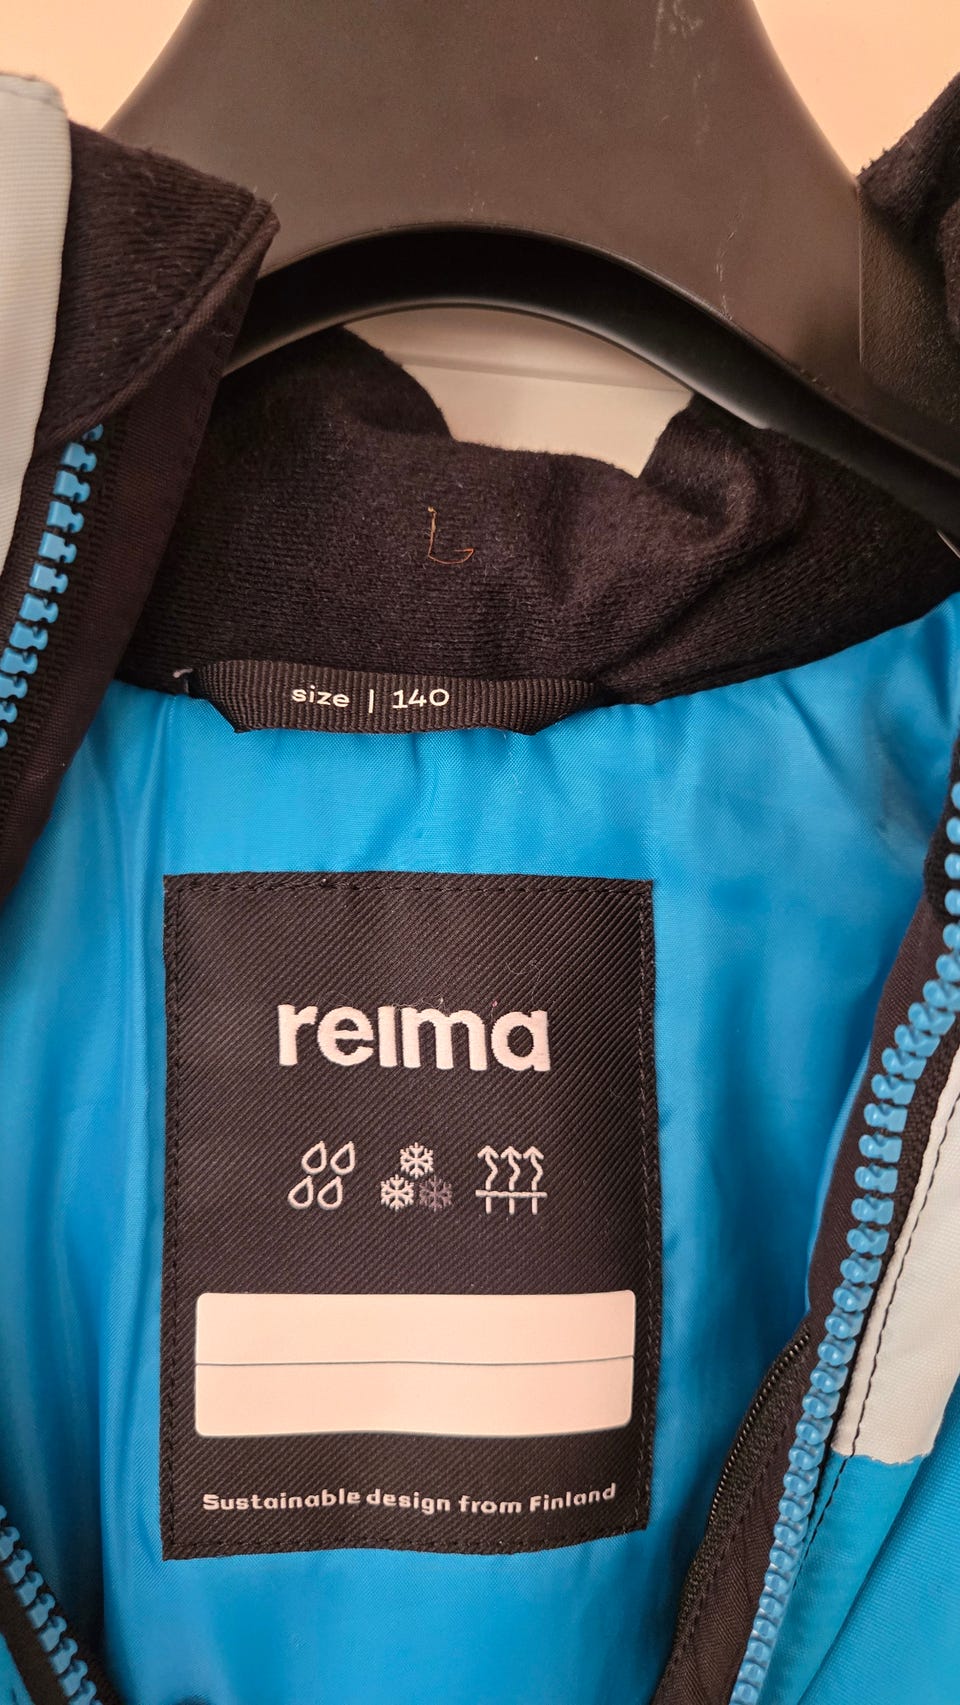 size | 140
reima
Sustainable design from Finland